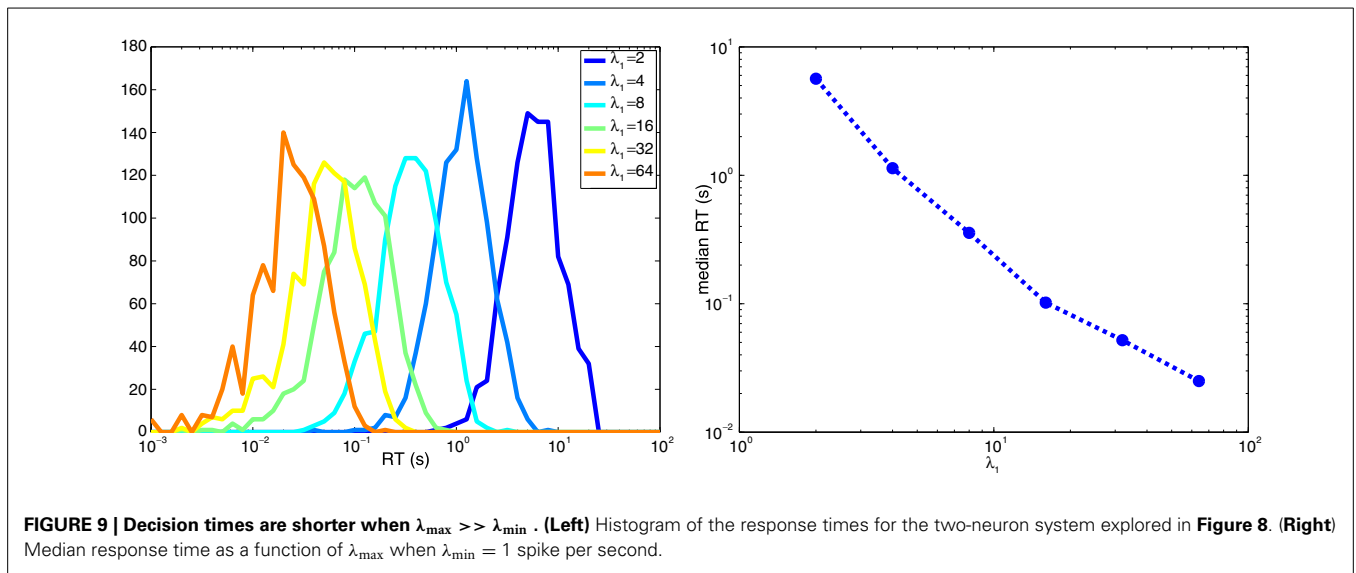 180
160
140
120
100
80
60
40
20
0
10⁻³
10⁻²
10⁻¹
10⁰
10¹
10²
RT (s)
λ₁=2
λ₁=4
λ₁=8
λ₁=16
λ₁=32
λ₁=64
10¹
10⁰
10⁻¹
10⁻²
median RT (s)
10⁰
10¹
10²
λ₁
FIGURE 9 | Decision times are shorter when λmax >> λmin . (Left) Histogram of the response times for the two-neuron system explored in Figure 8. (Right)
Median response time as a function of λmax when λmin = 1 spike per second.